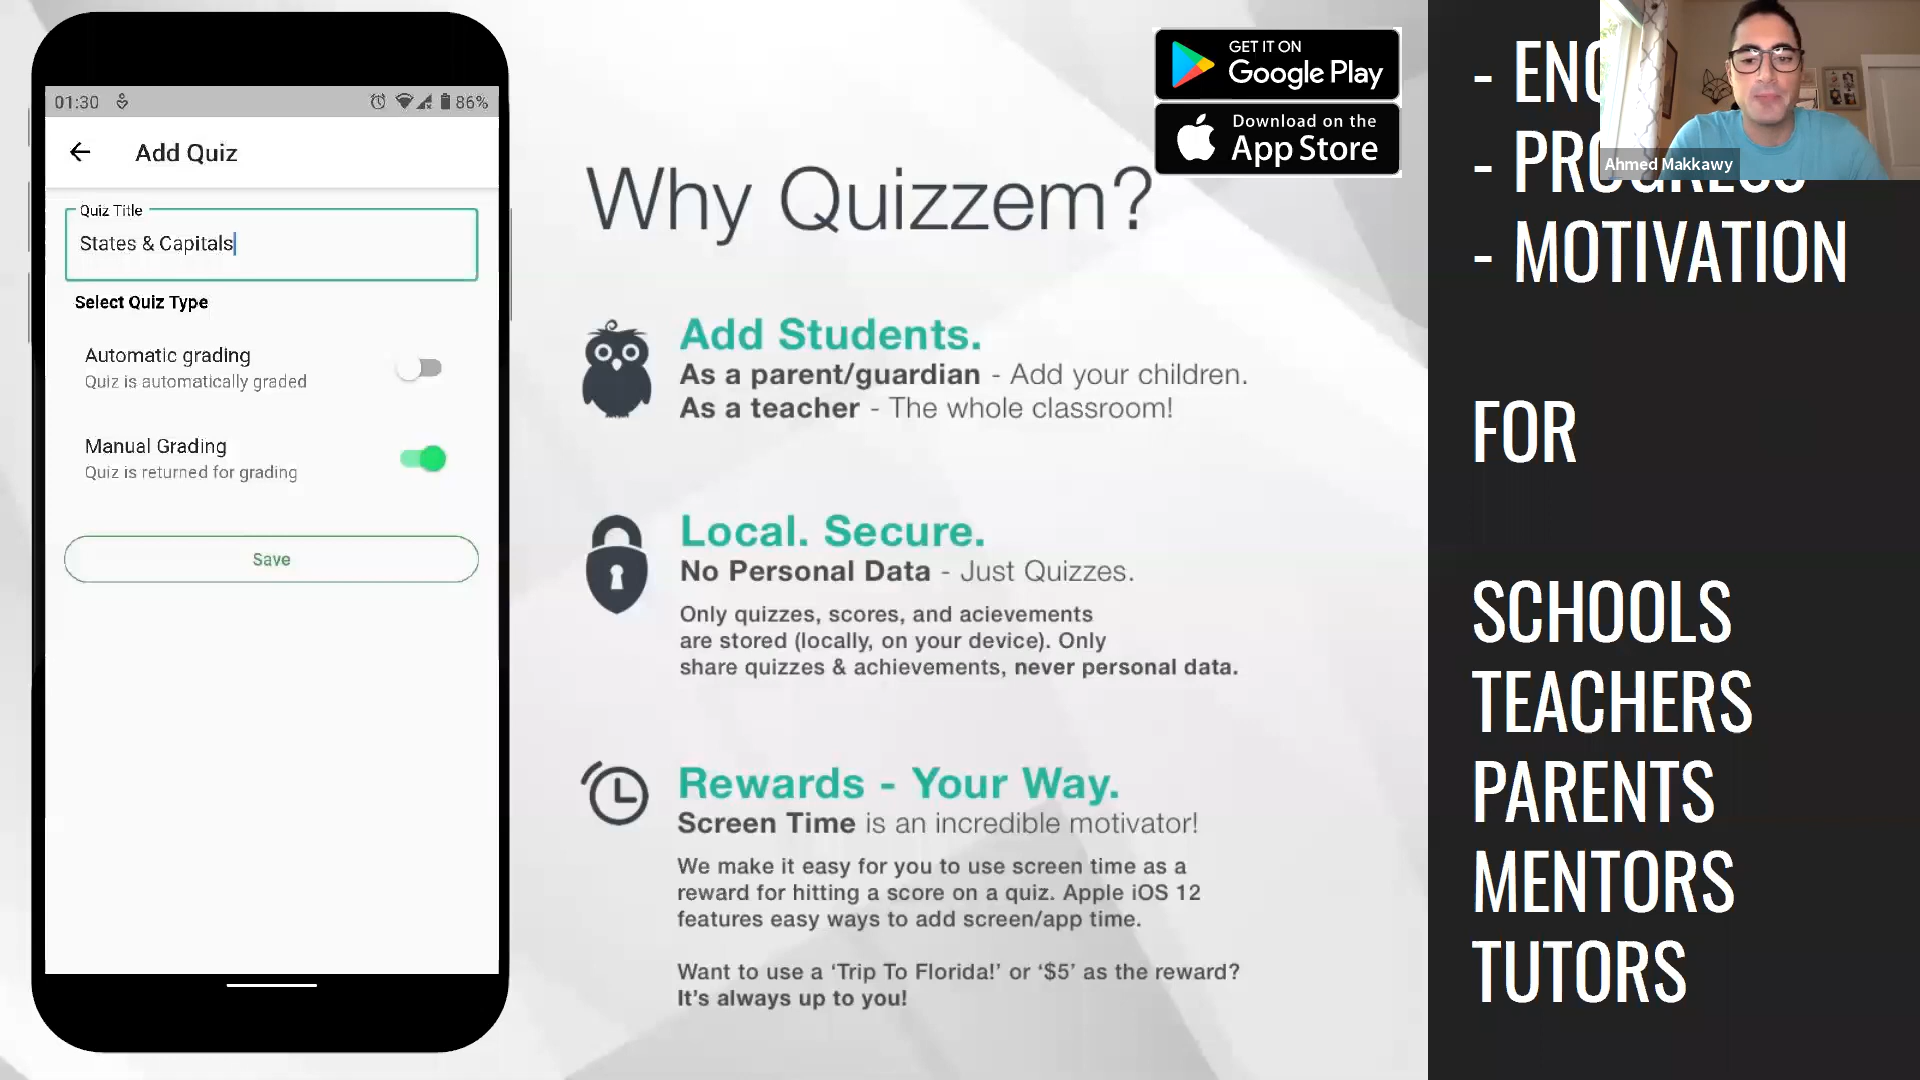 01:30
86%
Add Quiz
Quiz Title
States & Capitals
Select Quiz Type
Automatic grading
Quiz is automatically graded
Manual Grading
Quiz is returned for grading
Save
GET IT ON
Google Play
Download on the
App Store
Why Quizzem?
Add Students.
As a parent/guardian - Add your children.
As a teacher - The whole classroom!
Local. Secure.
No Personal Data - Just Quizzes.
Only quizzes, scores, and acievements
are stored (locally, on your device). Only
share quizzes & achievements, never personal data.
Rewards - Your Way.
Screen Time is an incredible motivator!
We make it easy for you to use screen time as a
reward for hitting a score on a quiz. Apple iOS 12
features easy ways to add screen/app time.
Want to use a ‘Trip To Florida!’ or ‘$5’ as the reward?
It’s always up to you!
- PROGRESS
- MOTIVATION
FOR
SCHOOLS
TEACHERS
PARENTS
MENTORS
TUTORS
Ahmed Makkawy